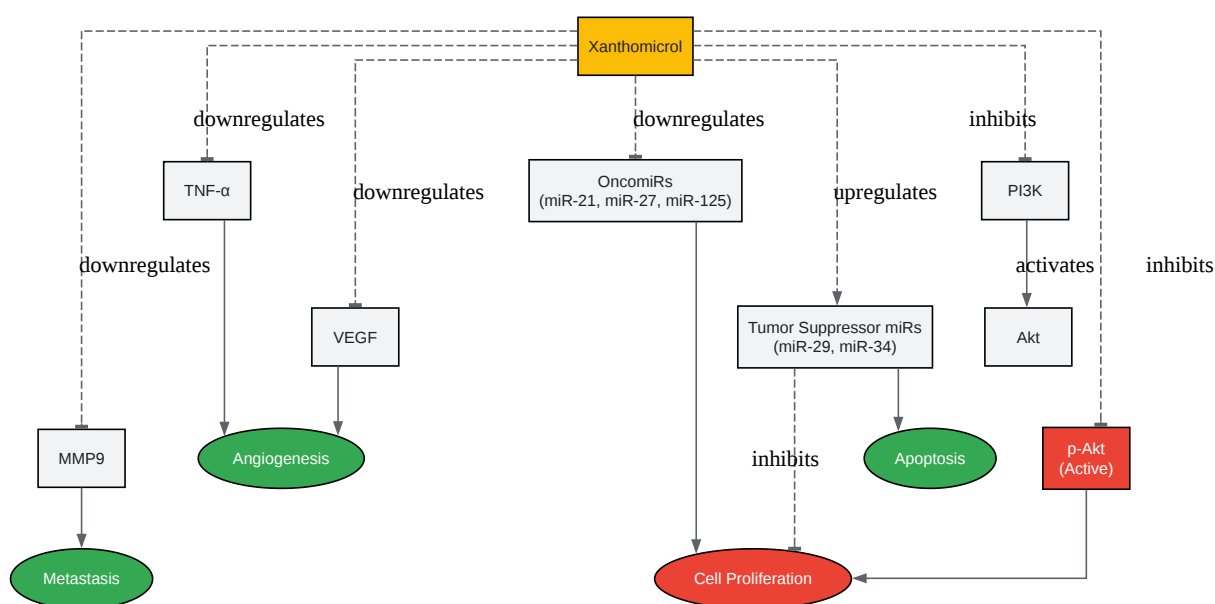 Xanthomicrol
downregulates
downregulates
inhibits
TNF-α
OncomiRs
(miR-21, miR-27, miR-125)
PI3K
downregulates
upregulates
downregulates
activates
inhibits
VEGF
Tumor Suppressor miRs
(miR-29, miR-34)
Akt
MMP9
Angiogenesis
inhibits
Apoptosis
p-Akt
(Active)
Metastasis
Cell Proliferation